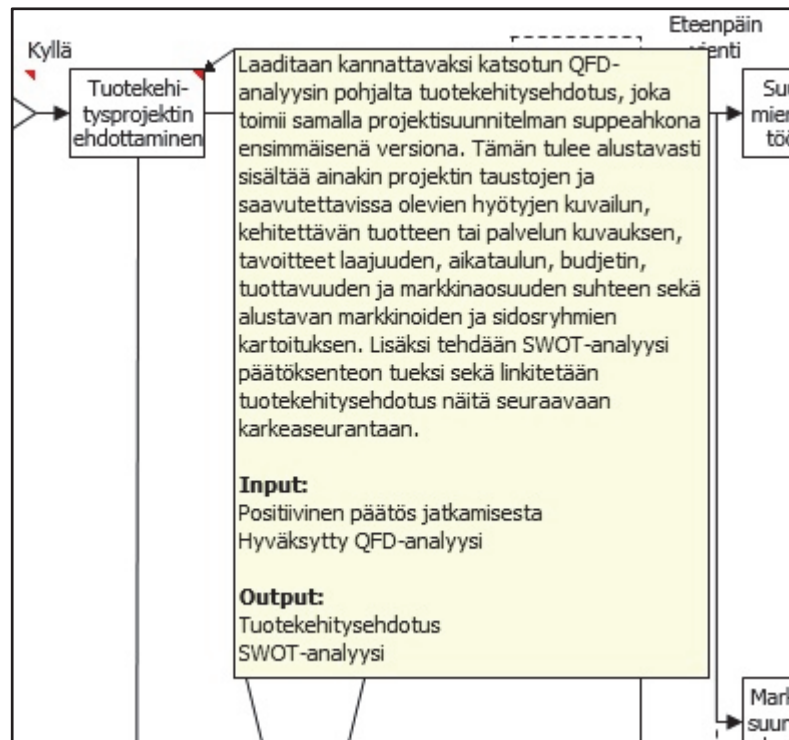 Kyllä
Tuotekehi-
tysprojektin
ehdottaminen
Laaditaan kannattavaksi katsotun QFD-
analyysin pohjalta tuotekehitysehdotus, joka
toimii samalla projektisuunnitelman suppeahkona
ensimmäisenä versiona. Tämän tulee alustavasti
sisältää ainakin projektin taustojen ja
saavutettavissa olevien hyötyjen kuvailun,
kehitettävän tuotteen tai palvelun kuvauksen,
tavoitteet laajuuden, aikataulun, budjetin,
tuottavuuden ja markkinaosuuden suhteen sekä
alustavan markkinoiden ja sidosryhmien
kartoituksen. Lisäksi tehdään SWOT-analyysi
päätöksenteon tueksi sekä linkitetään
tuotekehitysehdotus näitä seuraavaan
karkeaseurantaan.
Input:
Positiivinen päätös jatkamisesta
Hyväksytty QFD-analyysi
Output:
Tuotekehitysehdotus
SWOT-analyysi
Eteenpäin